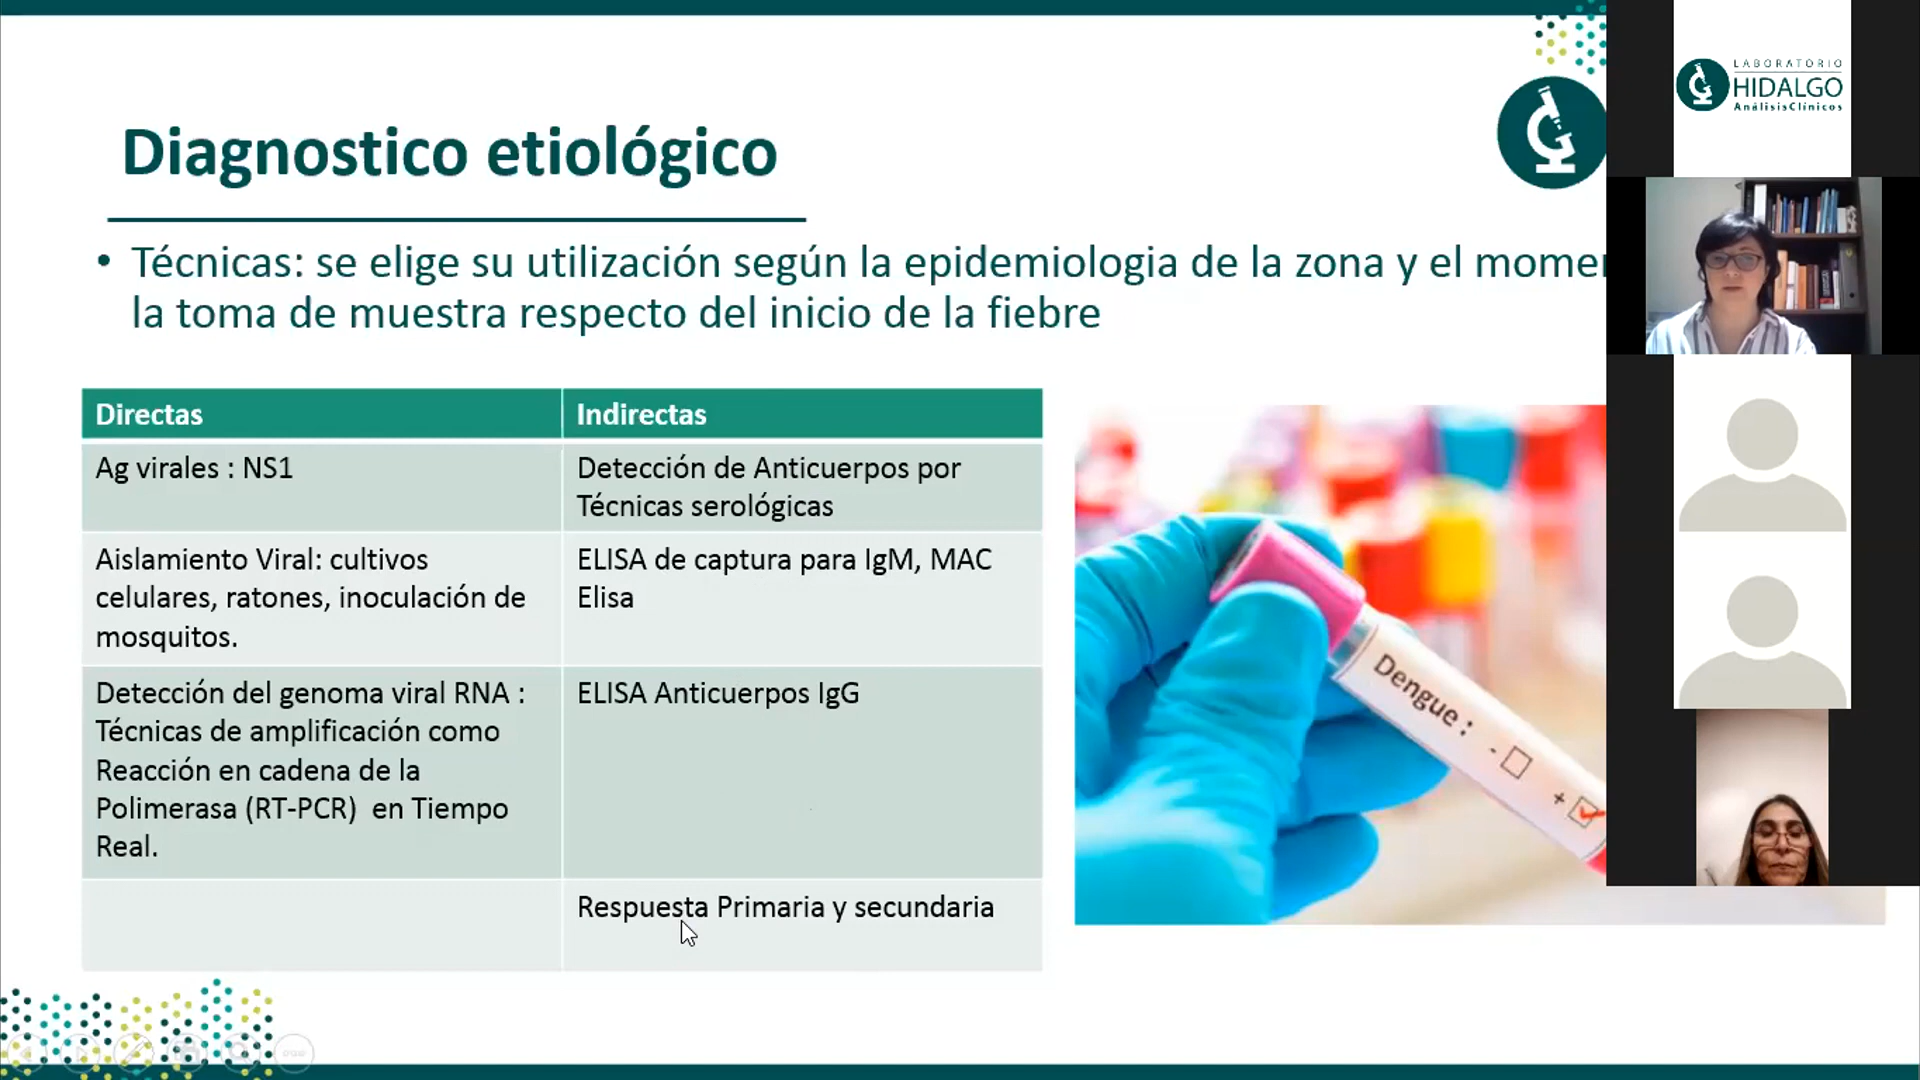 LABORATORIO
HIDALGO
AnálisisClínicos
Diagnostico etiológico
• Técnicas: se elige su utilización según la epidemiologia de la zona y el
la toma de muestra respecto del inicio de la fiebre
Directas
Indirectas
Ag virales : NS1
Detección de Anticuerpos por
Técnicas serológicas
Aislamiento Viral: cultivos
celulares, ratones, inoculación de
mosquitos.
ELISA de captura para IgM, MAC
Elisa
Detección del genoma viral RNA :
Técnicas de amplificación como
Reacción en cadena de la
Polimerasa (RT-PCR) en Tiempo
Real.
ELISA Anticuerpos IgG
Respuesta Primaria y secundaria
Dengue :
-
+